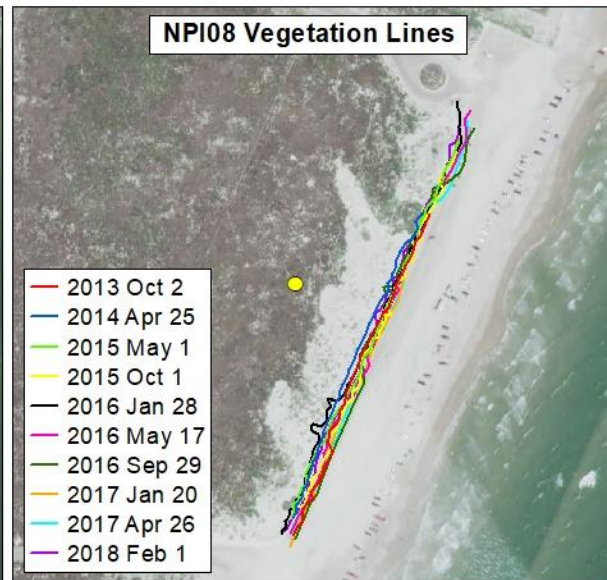 NPI08 Vegetation Lines
2013 Oct 2
2014 Apr 25
2015 May 1
2015 Oct 1
2016 Jan 28
2016 May 17
2016 Sep 29
2017 Jan 20
2017 Apr 26
2018 Feb 1